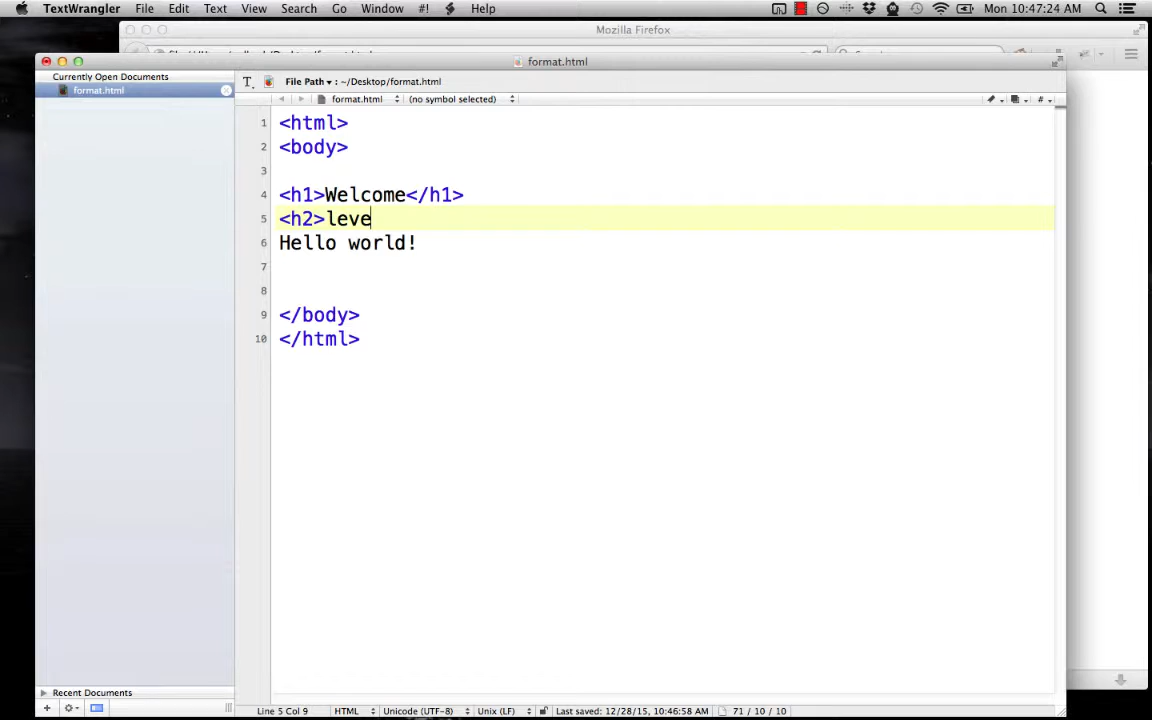 TextWrangler File Edit Text View Search Go Window #! Help Mon 10:47:24 AM
Mozilla Firefox
format.html
Currently Open Documents
format.html
File Path ▾ : ~/Desktop/format.html
format.html (no symbol selected)
1 <html>
2 <body>
3
4 <h1>Welcome</h1>
5 <h2>leve
6 Hello world!
7
8
9 </body>
10 </html>
Recent Documents
Line 5 Col 9 HTML Unicode (UTF-8) Unix (LF) Last saved: 12/28/15, 10:46:58 AM 71 / 10 / 10